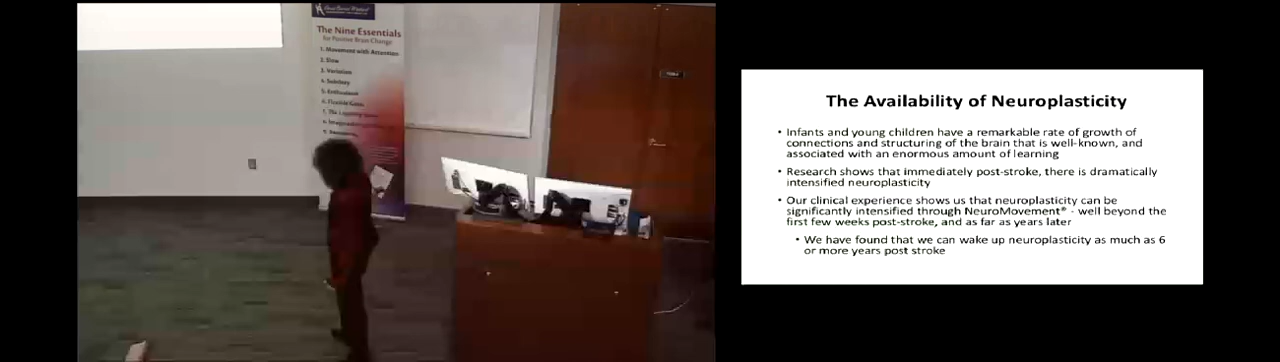 The Nine Essentials
for Positive Brain Change
1. Movement with Attention
2. Slow
3. Variation
4. Subtlety
5. Enthusiasm
6. Flexible Goals
The Availability of Neuroplasticity
• Infants and young children have a remarkable rate of growth of
connections and structuring of the brain that is well-known, and
associated with an enormous amount of learning
• Research shows that immediately post-stroke, there is dramatically
intensified neuroplasticity
• Our clinical experience shows us that neuroplasticity can be
significantly intensified through NeuroMovement® - well beyond the
first few weeks post-stroke, and as far as years later
• We have found that we can wake up neuroplasticity as much as 6
or more years post stroke